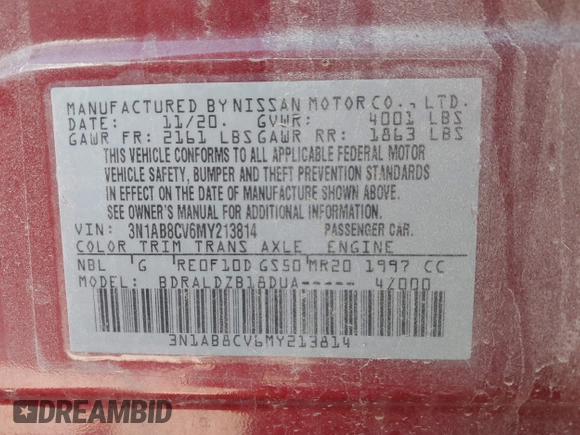 MANUFACTURED BY NISSAN MOTOR CO., LTD.
DATE: 11/20. GVWR: 4001 LBS
GAWR FR: 2161 LBS GAWR RR: 1863 LBS
THIS VEHICLE CONFORMS TO ALL APPLICABLE FEDERAL MOTOR
VEHICLE SAFETY, BUMPER AND THEFT PREVENTION STANDARDS
IN EFFECT ON THE DATE OF MANUFACTURE SHOWN ABOVE.
SEE OWNER'S MANUAL FOR ADDITIONAL INFORMATION.
VIN: 3N1AB8CV6MY213814 PASSENGER CAR.
COLOR TRIM TRANS AXLE ENGINE
NBL G RE0F10D GS50 MR20 1997 CC
MODEL: BDRALDZB18DUA----- 42000
3N1AB8CV6MY213814
DREAMBID